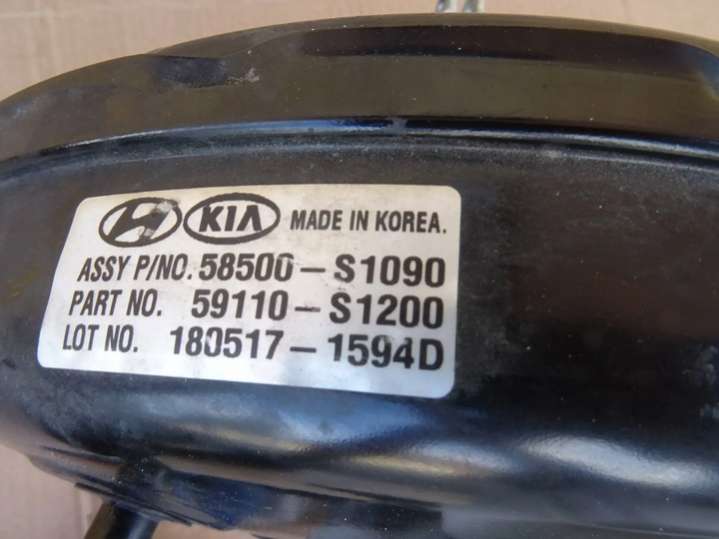 KIA MADE IN KOREA.
ASSY P/NO. 58500-S1090
PART NO. 59110-S1200
LOT NO. 180517-1594D